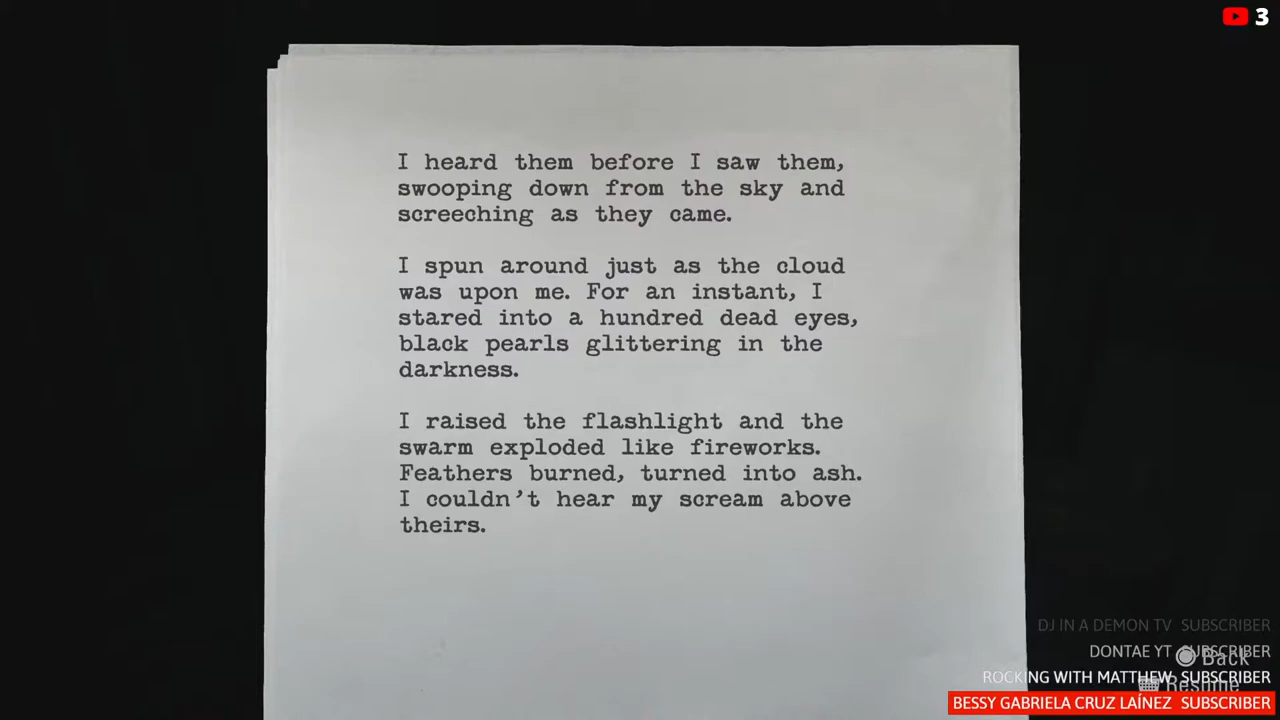 3
I heard them before I saw them,
swooping down from the sky and
screeching as they came.
I spun around just as the cloud
was upon me. For an instant, I
stared into a hundred dead eyes,
black pearls glittering in the
darkness.
I raised the flashlight and the
swarm exploded like fireworks.
Feathers burned, turned into ash.
I couldn't hear my scream above
theirs.
DJ IN A DEMON TV SUBSCRIBER
DONTAE YT SUBSCRIBER
Back
ROCKING WITH MATTHEW SUBSCRIBER
Resume
BESSY GABRIELA CRUZ LAÍNEZ SUBSCRIBER